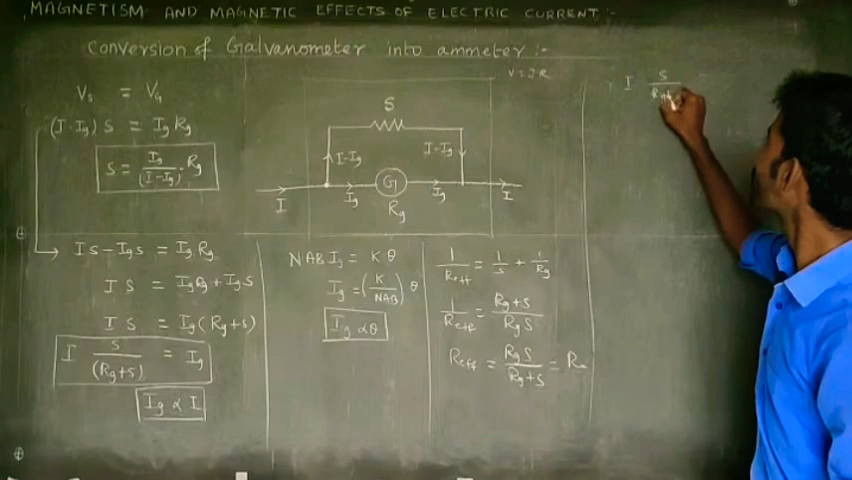 MAGNETISM AND MAGNETIC EFFECTS OF ELECTRIC CURRENT :-
Conversion of Galvanometer into ammeter :-
V = IR
Vs = VG
(I-Ig) S = Ig Rg
S = Ig/(I-Ig) . Rg
IS - IgS = Ig Rg
IS = IgRg + IgS
IS = Ig (Rg+S)
I S/(Rg+S) = Ig
Ig ∝ I
S
I-Ig
I-Ig
G
I
Ig
Ig
I
Rg
NAB Ig = Kθ
Ig = (K/NAB) θ
Ig ∝ θ
1/Reff = 1/S + 1/Rg
1/Reff = Rg+S/RgS
Reff = RgS/Rg+S = Ra
I S/Rg+